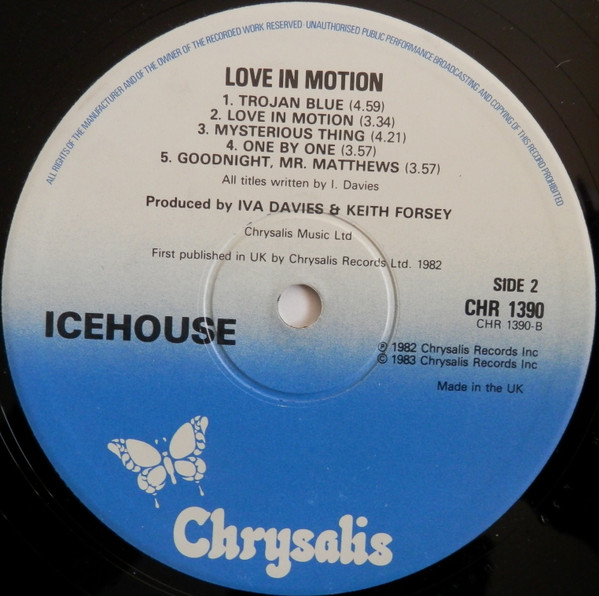 ALL RIGHTS OF THE MANUFACTURER AND OF THE OWNER OF THE RECORDED WORK RESERVED · UNAUTHORISED PUBLIC PERFORMANCE BROADCASTING AND COPYING OF THIS RECORD PROHIBITED
LOVE IN MOTION
1. TROJAN BLUE (4.59)
2. LOVE IN MOTION (3.34)
3. MYSTERIOUS THING (4.21)
4. ONE BY ONE (3.57)
5. GOODNIGHT, MR. MATTHEWS (3.57)
All titles written by I. Davies
Produced by IVA DAVIES & KEITH FORSEY
Chrysalis Music Ltd
First published in UK by Chrysalis Records Ltd. 1982
SIDE 2
CHR 1390
CHR 1390-B
ICEHOUSE
℗ 1982 Chrysalis Records Inc
© 1983 Chrysalis Records Inc
Made in the UK
Chrysalis